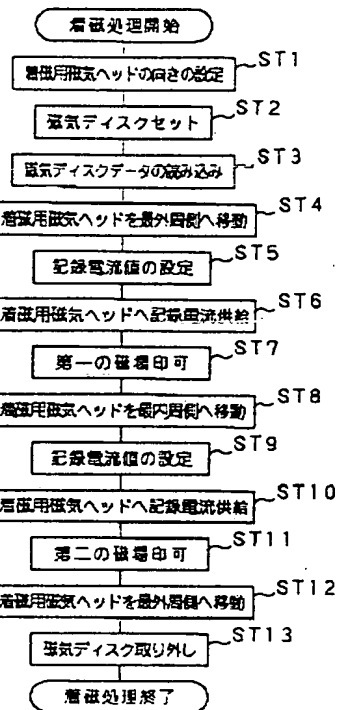 着磁処理開始
着磁用磁気ヘッドの向きの設定
ST1
磁気ディスクセット
ST2
磁気ディスクデータの読み込み
ST3
着磁用磁気ヘッドを最外周側へ移動
ST4
記録電流値の設定
ST5
着磁用磁気ヘッドへ記録電流供給
ST6
第一の磁場印可
ST7
着磁用磁気ヘッドを最内周側へ移動
ST8
記録電流値の設定
ST9
着磁用磁気ヘッドへ記録電流供給
ST10
第二の磁場印可
ST11
着磁用磁気ヘッドを最外周側へ移動
ST12
磁気ディスク取り外し
ST13
着磁処理終了